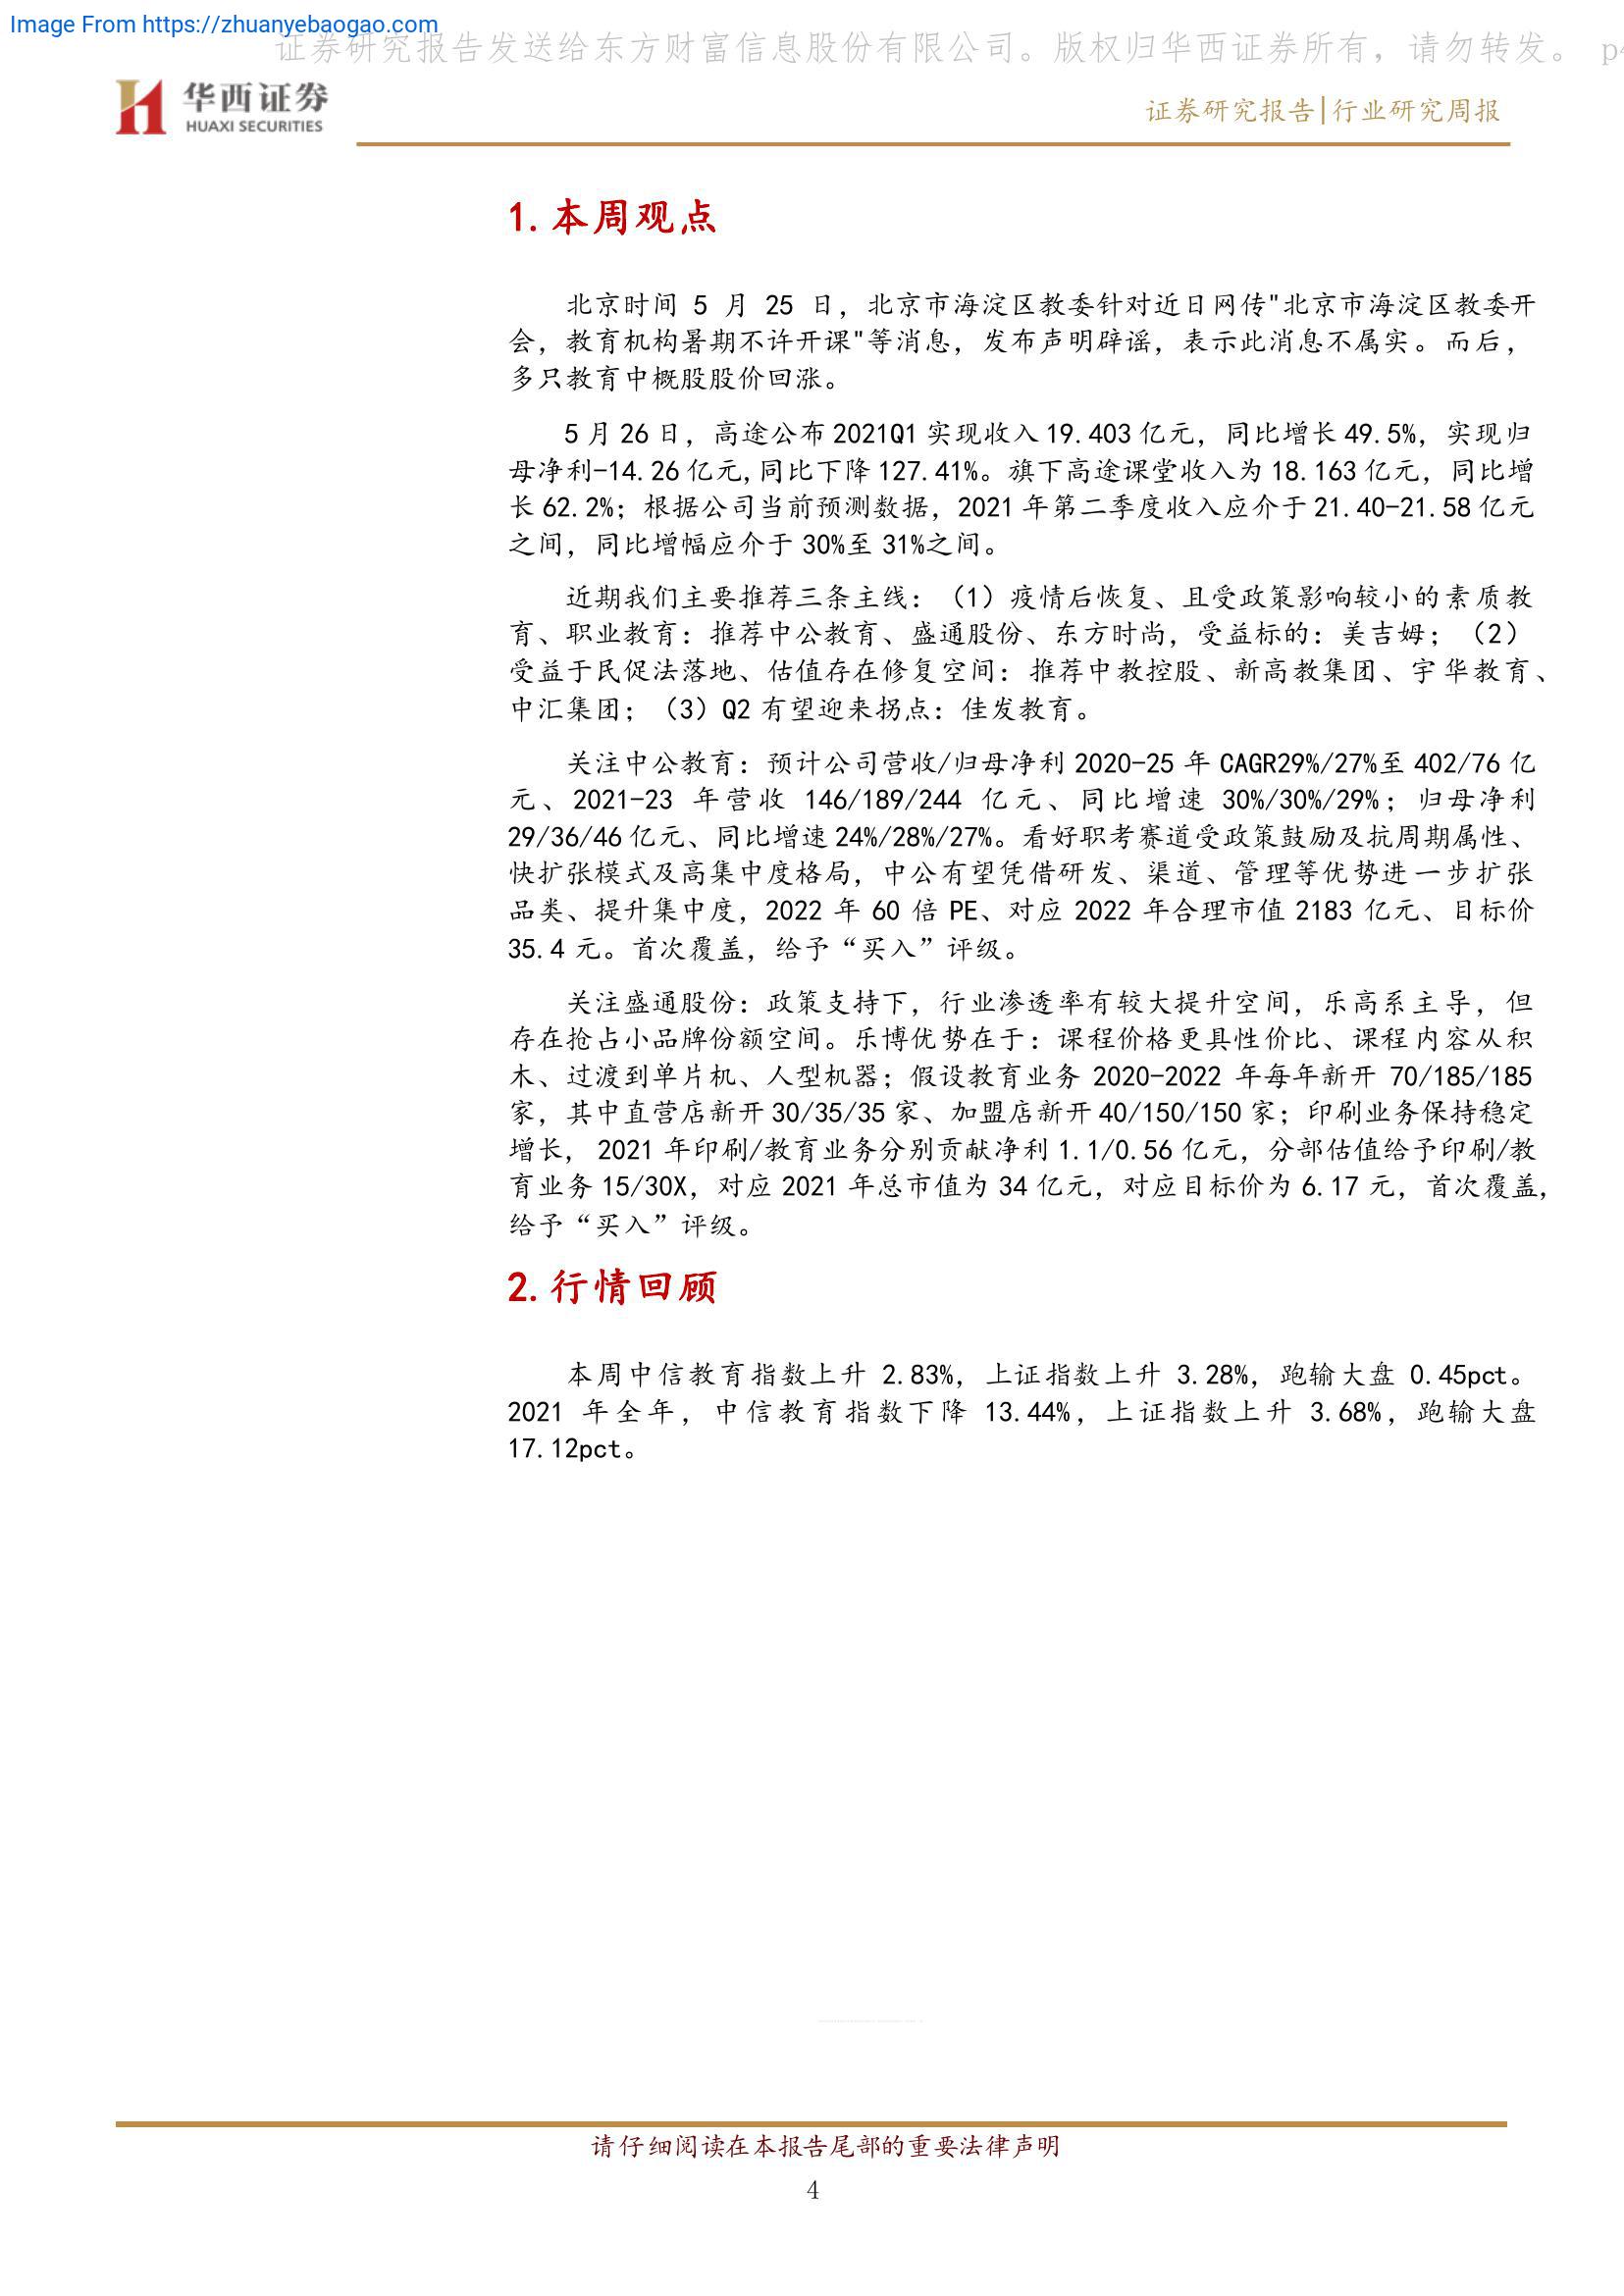 Image From https://zhuanyebaogao.com
证券研究报告发送给东方财富信息股份有限公司。版权归华西证券所有，请勿转发。 p4
华西证券
HUAXI SECURITIES
证券研究报告|行业研究周报
1.本周观点
北京时间 5 月 25 日，北京市海淀区教委针对近日网传"北京市海淀区教委开
会，教育机构暑期不许开课"等消息，发布声明辟谣，表示此消息不属实。而后，
多只教育中概股股价回涨。
5 月 26 日，高途公布 2021Q1 实现收入 19.403 亿元，同比增长 49.5%，实现归
母净利-14.26 亿元,同比下降 127.41%。旗下高途课堂收入为 18.163 亿元，同比增
长 62.2%；根据公司当前预测数据，2021 年第二季度收入应介于 21.40-21.58 亿元
之间，同比增幅应介于 30%至 31%之间。
近期我们主要推荐三条主线：（1）疫情后恢复、且受政策影响较小的素质教
育、职业教育：推荐中公教育、盛通股份、东方时尚，受益标的：美吉姆；（2）
受益于民促法落地、估值存在修复空间：推荐中教控股、新高教集团、宇华教育、
中汇集团；（3）Q2 有望迎来拐点：佳发教育。
关注中公教育：预计公司营收/归母净利 2020-25 年 CAGR29%/27%至 402/76 亿
元、2021-23 年营收 146/189/244 亿元、同比增速 30%/30%/29%；归母净利
29/36/46 亿元、同比增速 24%/28%/27%。看好职考赛道受政策鼓励及抗周期属性、
快扩张模式及高集中度格局，中公有望凭借研发、渠道、管理等优势进一步扩张
品类、提升集中度，2022 年 60 倍 PE、对应 2022 年合理市值 2183 亿元、目标价
35.4 元。首次覆盖，给予“买入”评级。
关注盛通股份：政策支持下，行业渗透率有较大提升空间，乐高系主导，但
存在抢占小品牌份额空间。乐博优势在于：课程价格更具性价比、课程内容从积
木、过渡到单片机、人型机器；假设教育业务 2020-2022 年每年新开 70/185/185
家，其中直营店新开 30/35/35 家、加盟店新开 40/150/150 家；印刷业务保持稳定
增长， 2021 年印刷/教育业务分别贡献净利 1.1/0.56 亿元，分部估值给予印刷/教
育业务 15/30X，对应 2021 年总市值为 34 亿元，对应目标价为 6.17 元，首次覆盖，
给予“买入”评级。
2.行情回顾
本周中信教育指数上升 2.83%，上证指数上升 3.28%，跑输大盘 0.45pct。
2021 年全年，中信教育指数下降 13.44%，上证指数上升 3.68%，跑输大盘
17.12pct。
请仔细阅读在本报告尾部的重要法律声明
4